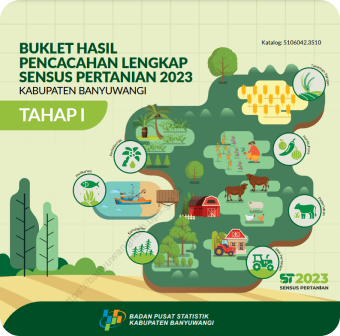 Katalog: 5106042.3510
BUKLET HASIL
PENCACAHAN LENGKAP
SENSUS PERTANIAN 2023
KABUPATEN BANYUWANGI
TAHAP I
ST2023
SENSUS PERTANIAN
BADAN PUSAT STATISTIK
KABUPATEN BANYUWANGI